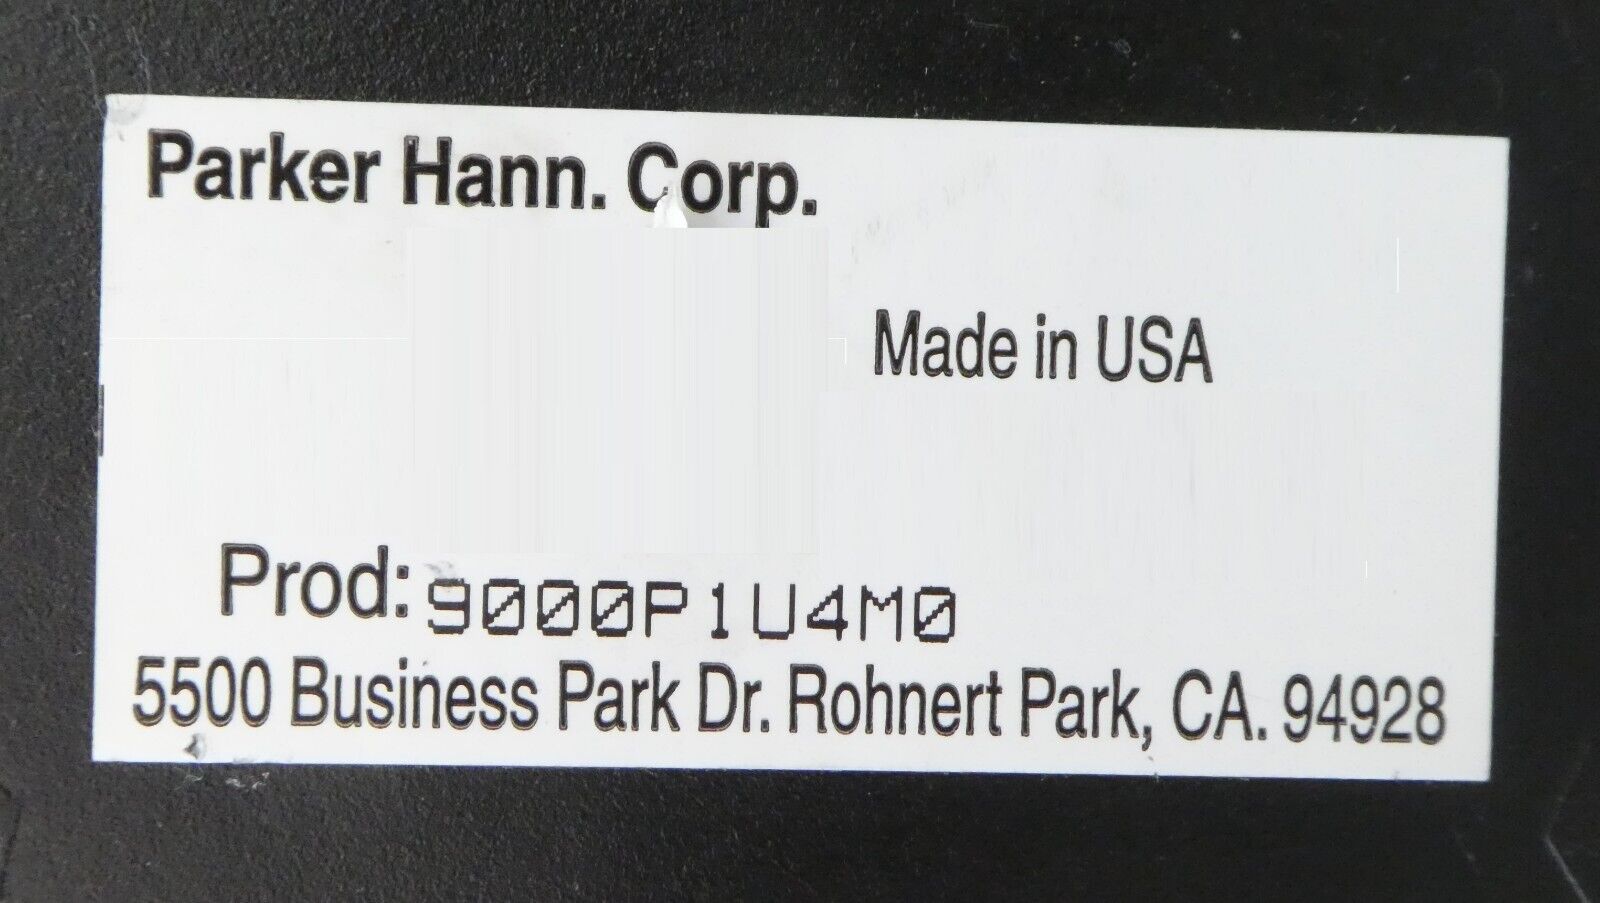 Parker Hann. Corp.
Made in USA
Prod: 9000P1U4M0
5500 Business Park Dr. Rohnert Park, CA. 94928